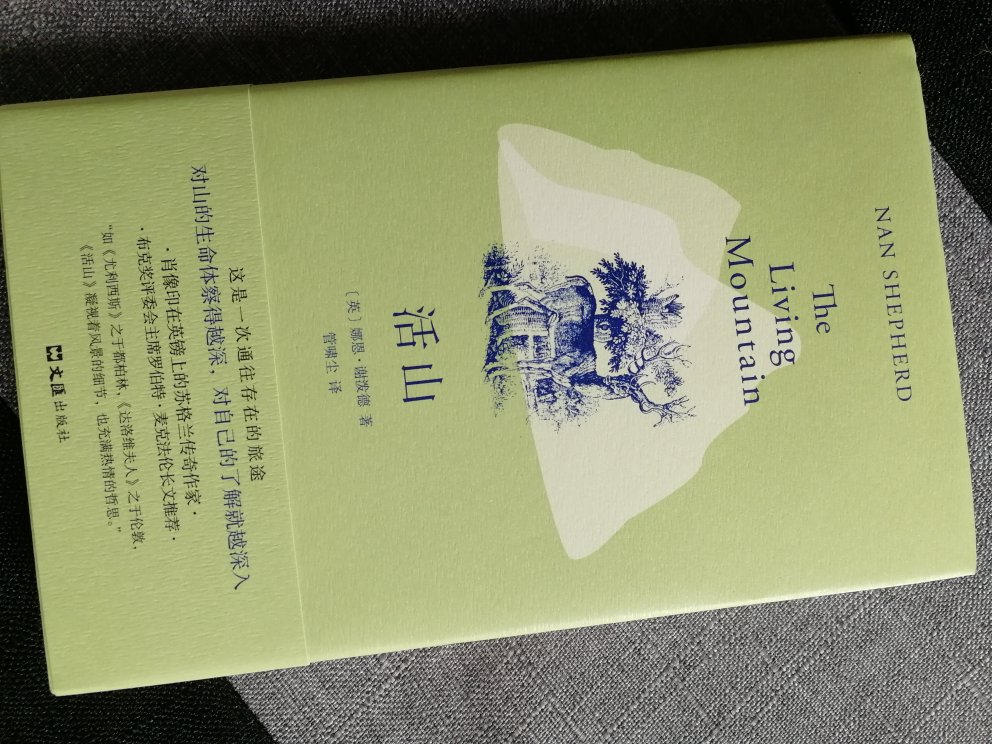 NAN SHEPHERD
The
Living
Mountain
活山
〔英〕娜恩·谢泼德 著
管啸尘 译
这是一次通往存在的旅途
对山的生命体察得越深，对自己的了解就越深入
·肖像印在英镑上的苏格兰传奇作家·
·布克奖评委会主席罗伯特·麦克法伦长文推荐·
“如《尤利西斯》之于都柏林，《达洛维夫人》之于伦敦，
《活山》凝视着风景的细节，也充满热情的哲思。”
文匯出版社